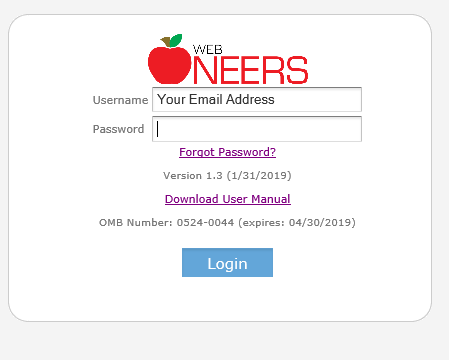 WEB
NEERS
Username Your Email Address
Password
Forgot Password?
Version 1.3 (1/31/2019)
Download User Manual
OMB Number: 0524-0044 (expires: 04/30/2019)
Login